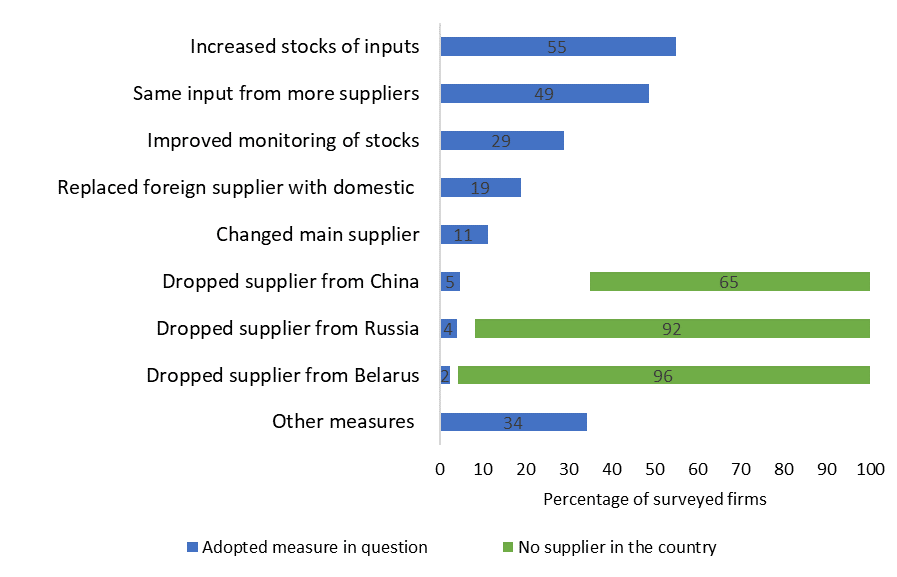 Increased stocks of inputs 55
Same input from more suppliers 49
Improved monitoring of stocks 29
Replaced foreign supplier with domestic 19
Changed main supplier 11
Dropped supplier from China 5 65
Dropped supplier from Russia 4 92
Dropped supplier from Belarus 2 96
Other measures 34
0 10 20 30 40 50 60 70 80 90 100
Percentage of surveyed firms
Adopted measure in question No supplier in the country